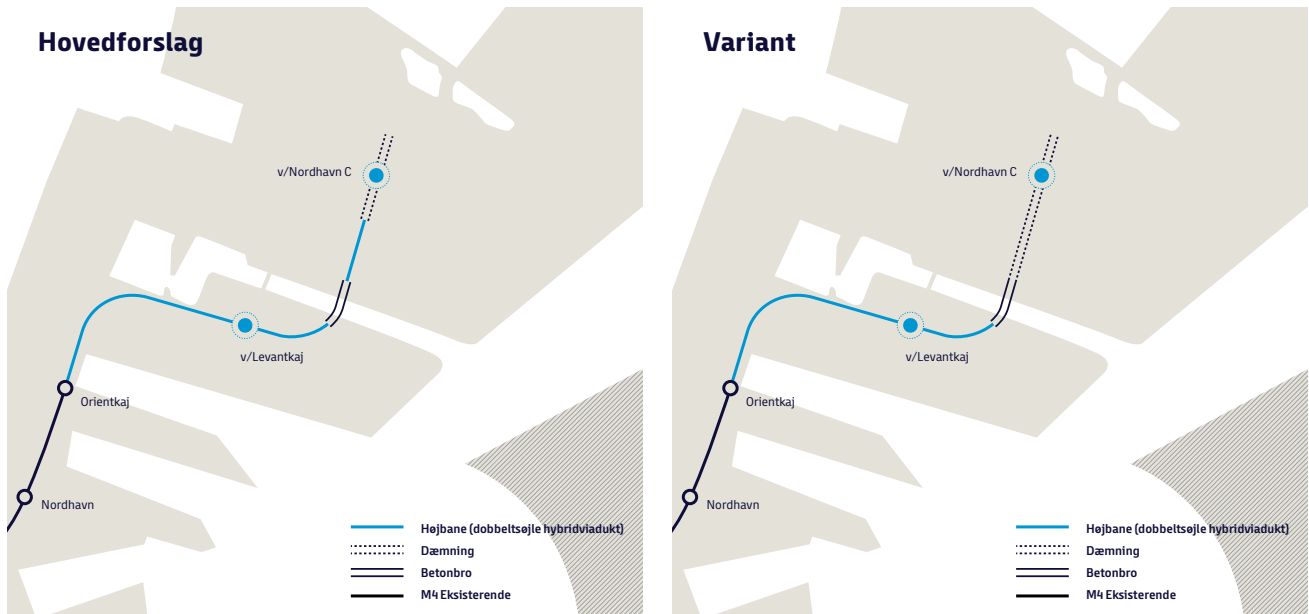 Hovedforslag
v/Nordhavn C
v/Levantkaj
Orientkaj
Nordhavn
Højbane (dobbeltsøjle hybridviadukt)
Dæmning
Betonbro
M4 Eksisterende
Variant
v/Nordhavn C
v/Levantkaj
Orientkaj
Nordhavn
Højbane (dobbeltsøjle hybridviadukt)
Dæmning
Betonbro
M4 Eksisterende